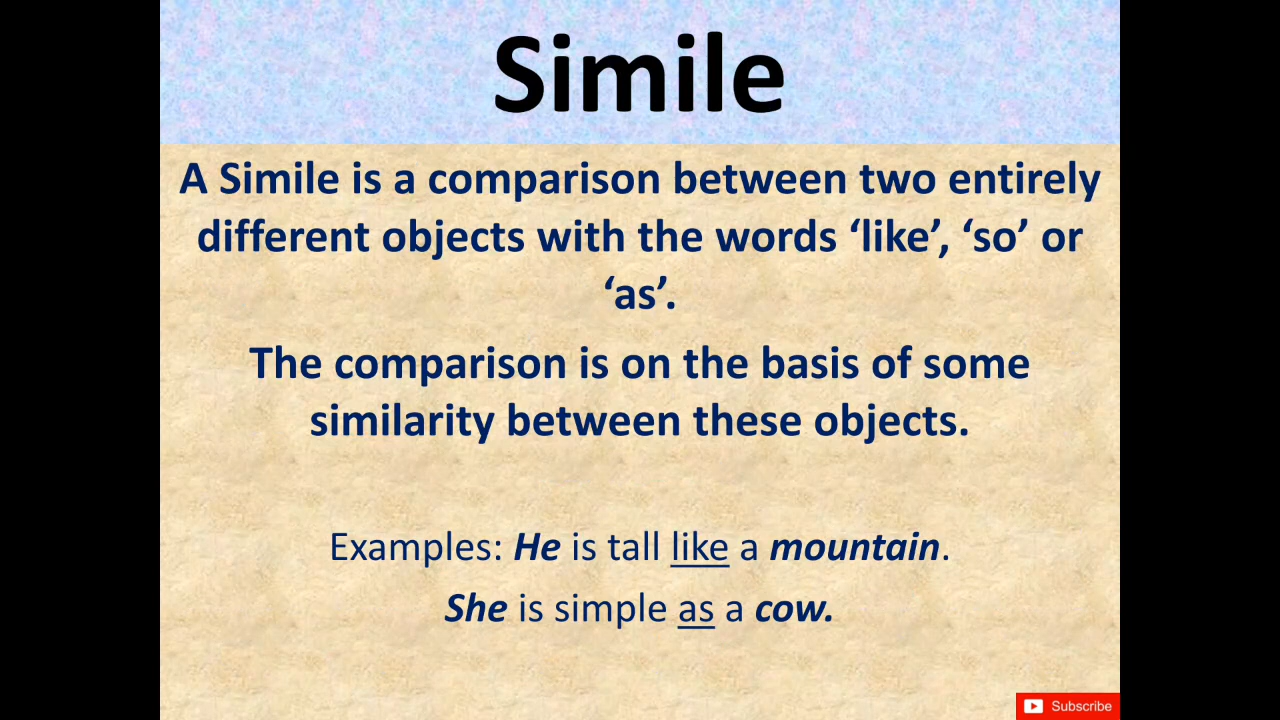 Simile
A Simile is a comparison between two entirely
different objects with the words ‘like’, ‘so’ or
‘as’.
The comparison is on the basis of some
similarity between these objects.
Examples: He is tall like a mountain.
She is simple as a cow.
Subscribe